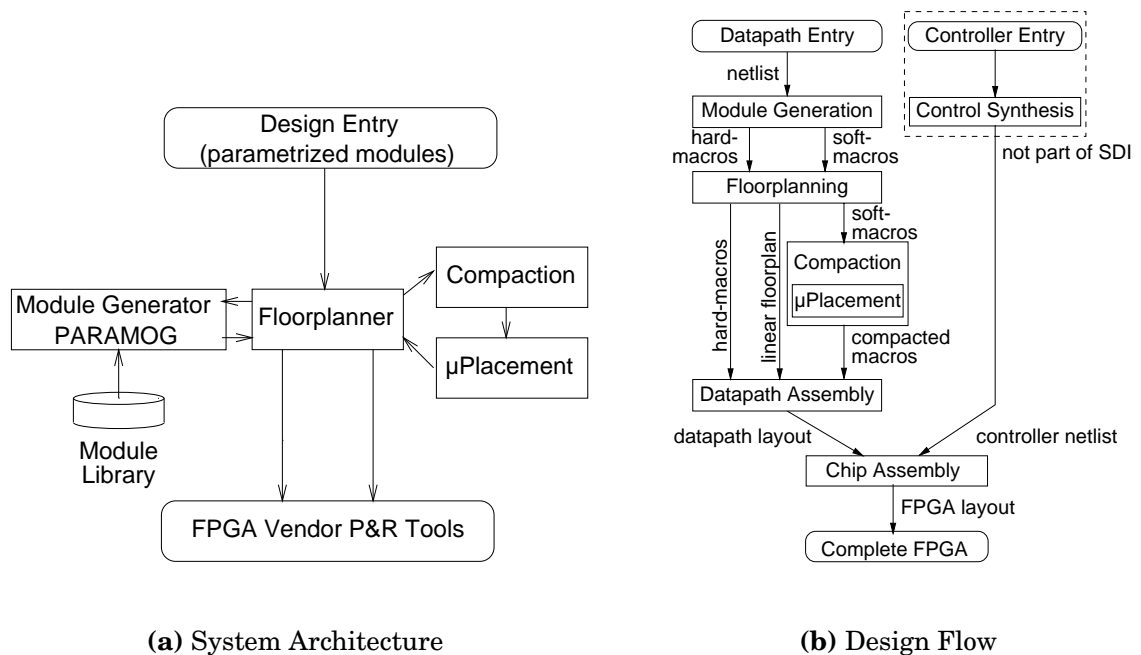 Design Entry
(parametrized modules)
Module Generator
PARAMOG
Floorplanner
Compaction
µPlacement
Module
Library
FPGA Vendor P&R Tools
(a) System Architecture
Datapath Entry
Controller Entry
netlist
Module Generation
Control Synthesis
hard-
macros
soft-
macros
not part of SDI
Floorplanning
soft-
macros
hard-macros
linear floorplan
Compaction
µPlacement
compacted
macros
Datapath Assembly
datapath layout
controller netlist
Chip Assembly
FPGA layout
Complete FPGA
(b) Design Flow